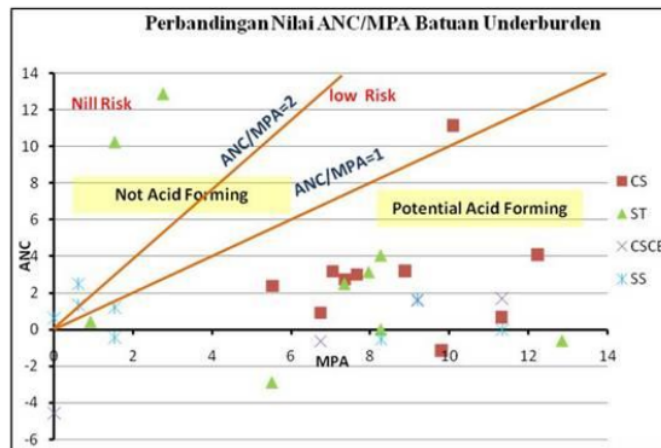 Perbandingan Nilai ANC/MPA Batuan Underburden
14
12
10
8
6
4
2
0
-2
-4
-6
ANC
Nill Risk
low Risk
ANC/MPA=2
ANC/MPA=1
Not Acid Forming
Potential Acid Forming
0
2
4
6
8
10
12
14
MPA
CS
ST
CSCE
SS